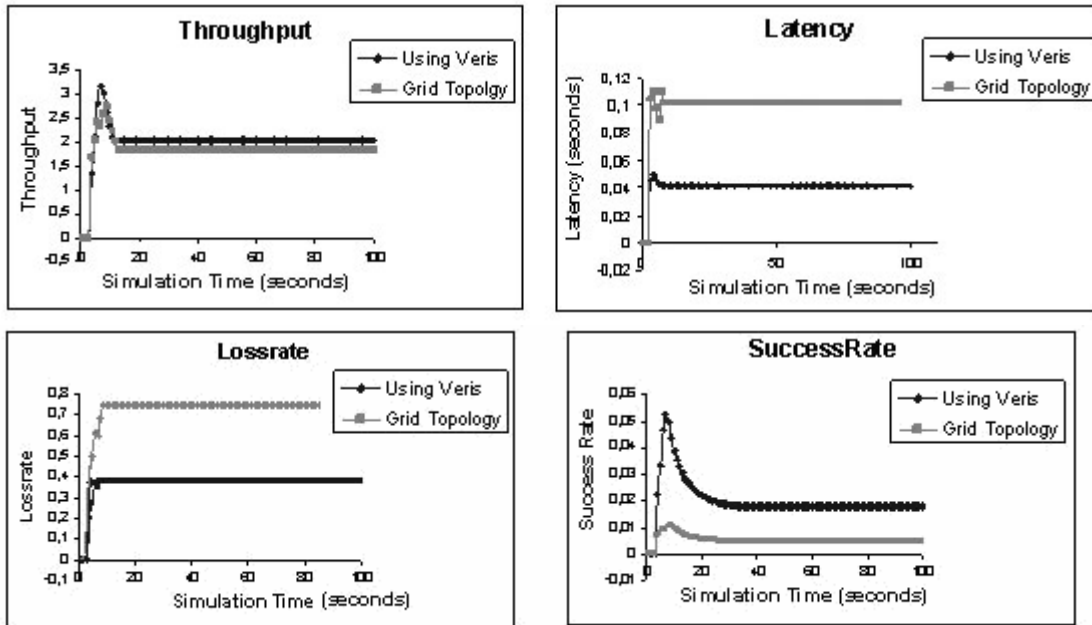 Throughput
Using Veris
Grid Topolgy
3,5
3
2,5
2
1,5
1
0,5
0
-0,5
Throughput
0
20
40
60
80
100
Simulation Time (seconds)
Latency
Using Veris
Grid Topolgy
0,12
0,1
0,08
0,06
0,04
0,02
0
-0,02
Latency (seconds)
0
50
100
Simulation Time (seconds)
Lossrate
Using Veris
Grid Topology
0,8
0,7
0,6
0,5
0,4
0,3
0,2
0,1
0
-0,1
Lossrate
0
20
40
60
80
100
Simulation Time (seconds)
SuccessRate
Using Veris
Grid Topology
0,06
0,05
0,04
0,03
0,02
0,01
0
-0,01
Success Rate
0
20
40
60
80
100
Simulation Time (seconds)